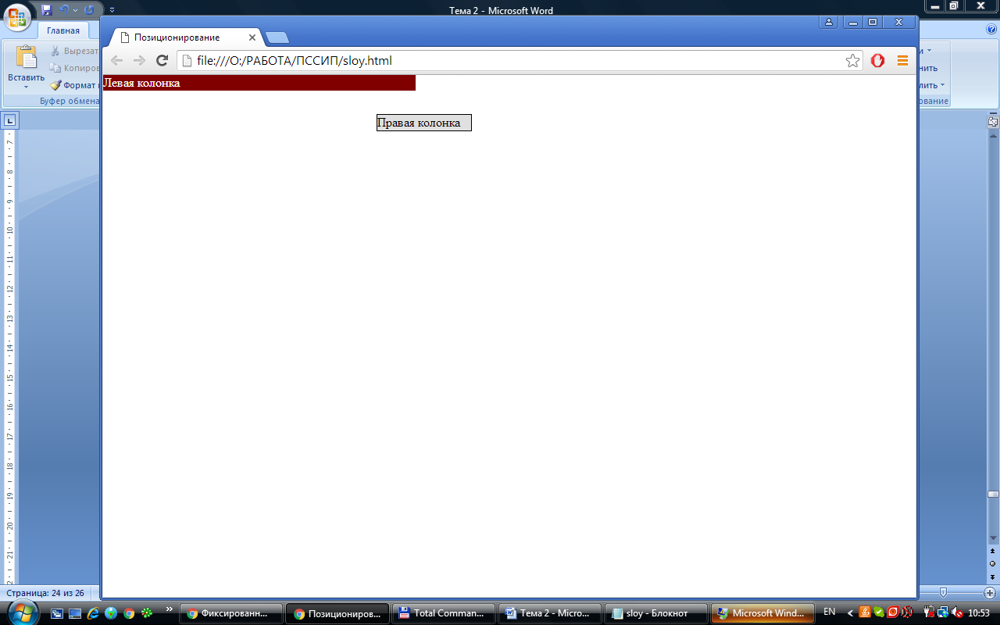 Тема 2 - Microsoft Word
Главная
Позиционирование
Вырезат
Копиров
Формат
Вставить
Буфер обмена
file:///O:/РАБОТА/ПССИП/sloy.html
Левая колонка
Правая колонка
и
нить
лить
ование
L
7
8
9
10
11
12
13
14
15
16
17
18
19
20
21
Страница: 24 из 26
Фиксированн...
Позициониров...
Total Comman...
Тема 2 - Micro...
sloy - Блокнот
Microsoft Wind...
EN
10:53